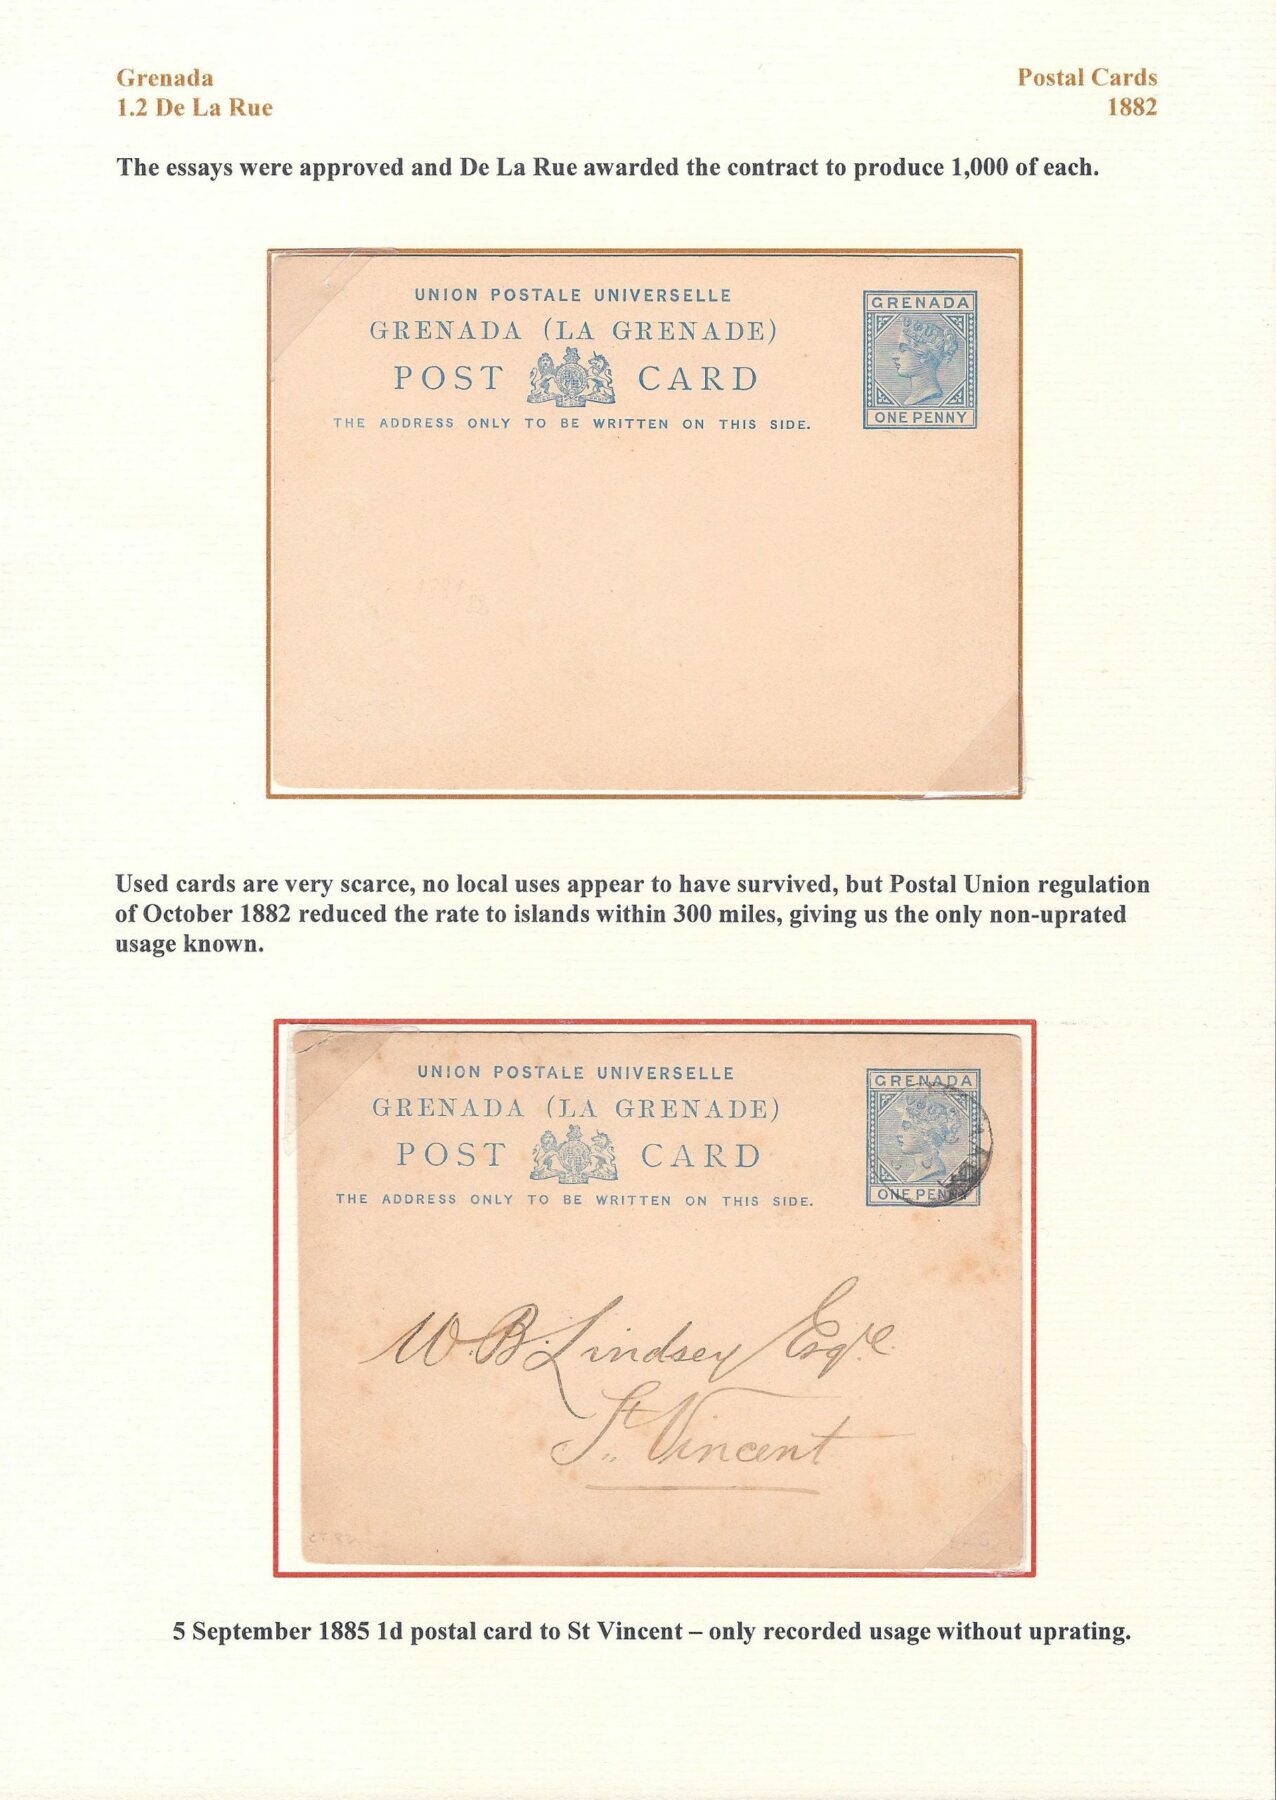 Grenada
Postal Cards
1.2 De La Rue
1882
The essays were approved and De La Rue awarded the contract to produce 1,000 of each.
UNION POSTALE UNIVERSELLE
GRENADA (LA GRENADE)
POST CARD
THE ADDRESS ONLY TO BE WRITTEN ON THIS SIDE.
GRENADA
ONE PENNY
Used cards are very scarce, no local uses appear to have survived, but Postal Union regulation
of October 1882 reduced the rate to islands within 300 miles, giving us the only non-uprated
usage known.
UNION POSTALE UNIVERSELLE
GRENADA (LA GRENADE)
POST CARD
THE ADDRESS ONLY TO BE WRITTEN ON THIS SIDE.
GRENADA
ONE PENNY
W. B. Lindsey Esqre.
St. Vincent
5 September 1885 1d postal card to St Vincent – only recorded usage without uprating.